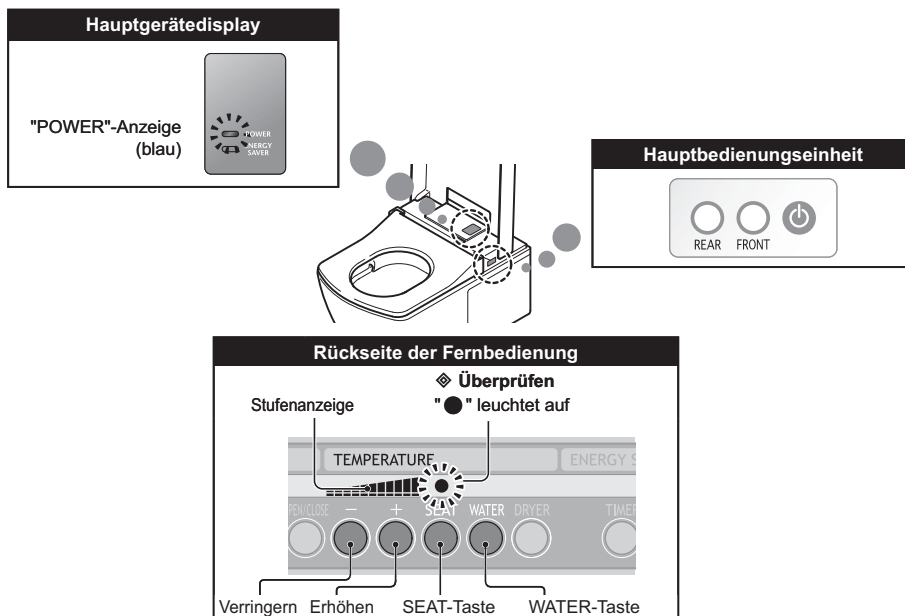 Hauptgerätedisplay
"POWER"-Anzeige
(blau)
POWER
ENERGY
SAVER
Hauptbedienungseinheit
REAR FRONT
Rückseite der Fernbedienung
Überprüfen
Stufenanzeige
"●" leuchtet auf
TEMPERATURE
ENERGY S
PEN/CLOSE − + SEAT WATER DRYER TIMER
Verringern Erhöhen SEAT-Taste WATER-Taste